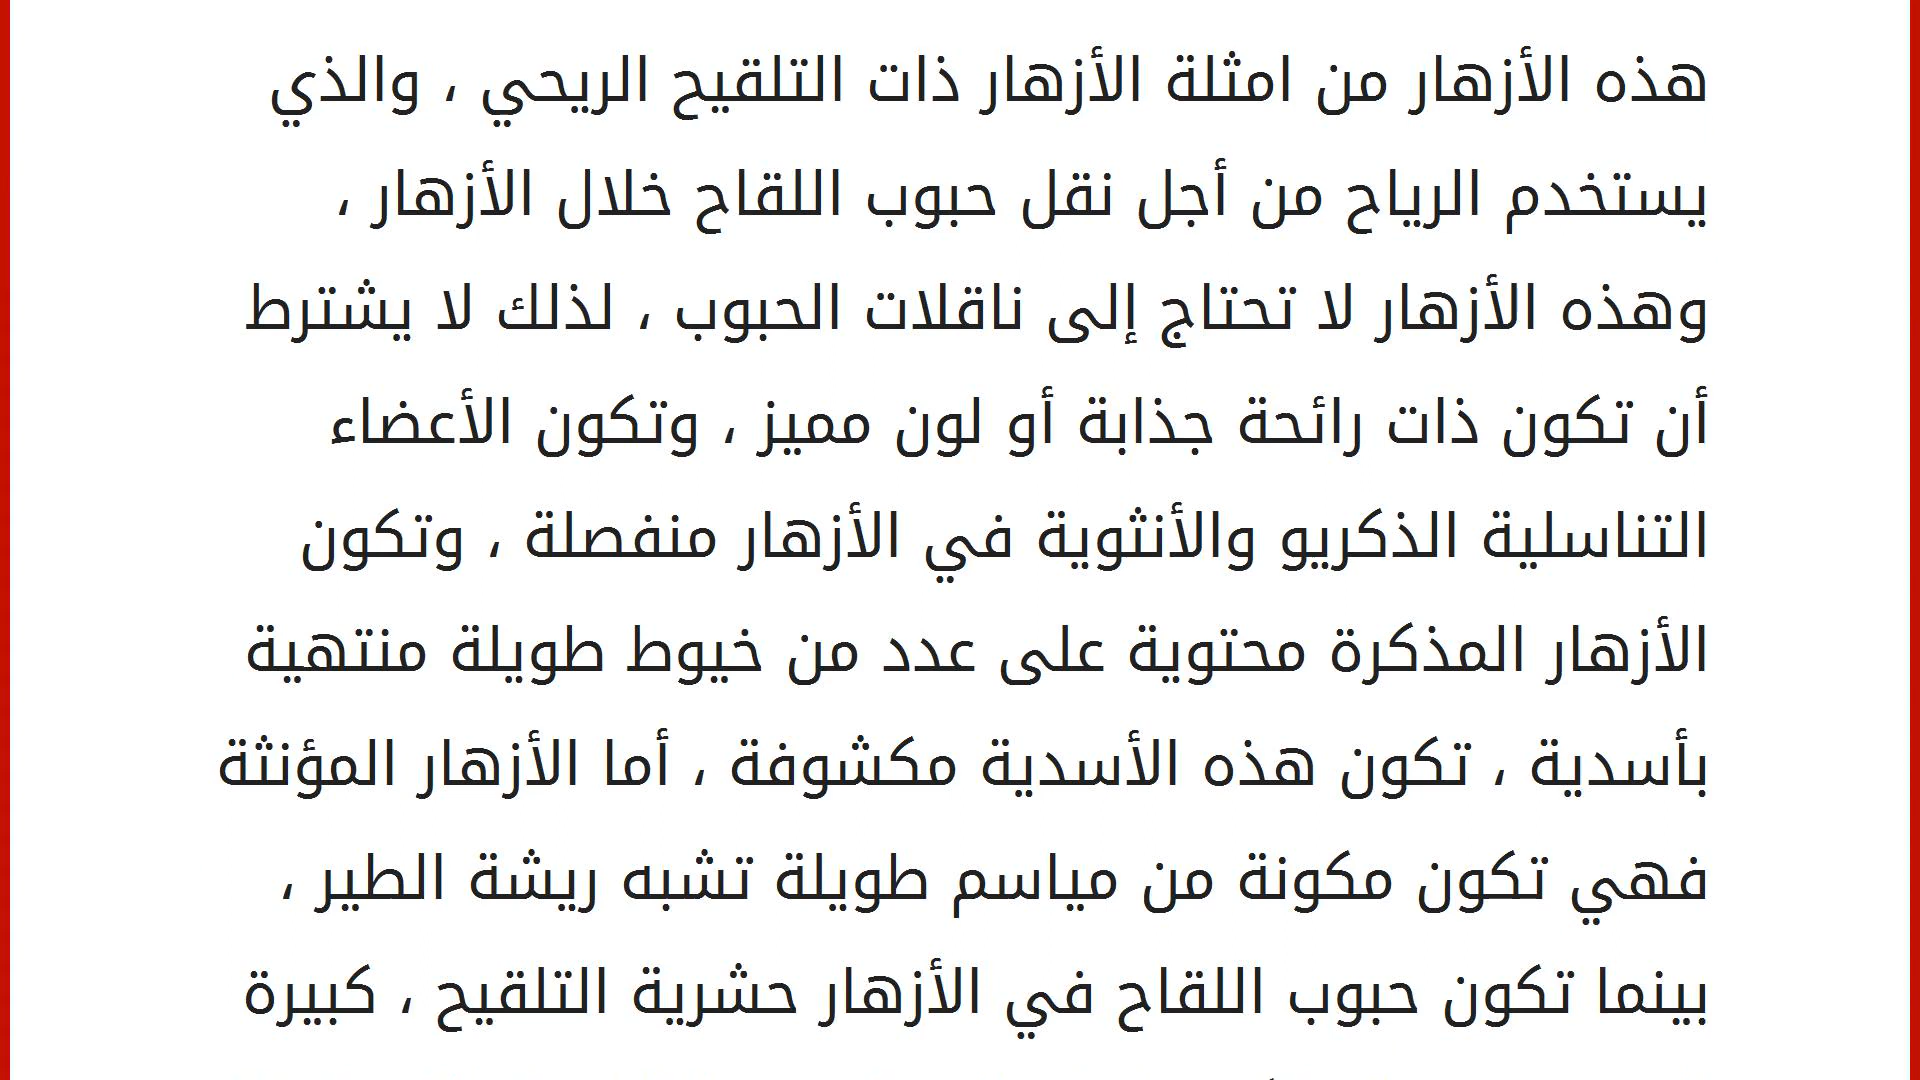 هذه الأزهار من امثلة الأزهار ذات التلقيح الريحي ، والذي
يستخدم الرياح من أجل نقل حبوب اللقاح خلال الأزهار ،
وهذه الأزهار لا تحتاج إلى ناقلات الحبوب ، لذلك لا يشترط
أن تكون ذات رائحة جذابة أو لون مميز ، وتكون الأعضاء
التناسلية الذكريو والأنثوية في الأزهار منفصلة ، وتكون
الأزهار المذكرة محتوية على عدد من خيوط طويلة منتهية
بأسدية ، تكون هذه الأسدية مكشوفة ، أما الأزهار المؤنثة
فهي تكون مكونة من مياسم طويلة تشبه ريشة الطير ،
بينما تكون حبوب اللقاح في الأزهار حشرية التلقيح ، كبيرة